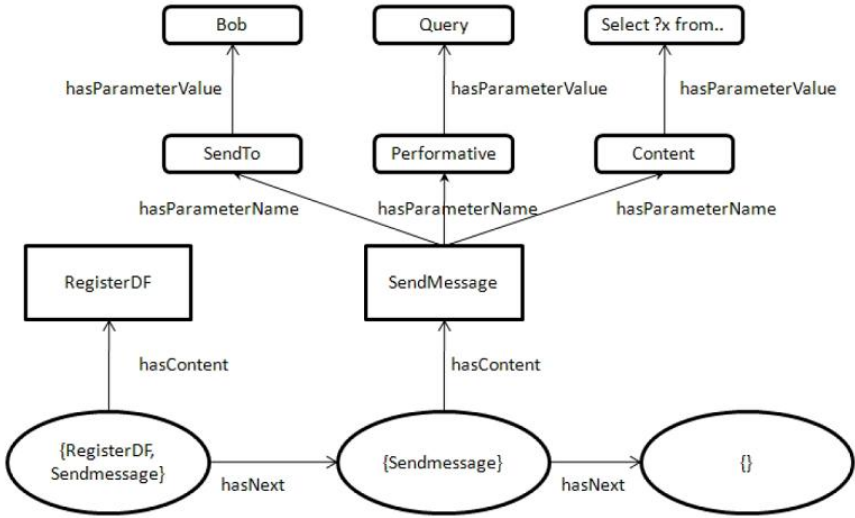 Bob
Query
Select ?x from..
hasParameterValue
hasParameterValue
hasParameterValue
SendTo
Performative
Content
hasParameterName
hasParameterName
hasParameterName
RegisterDF
SendMessage
hasContent
hasContent
{RegisterDF,
Sendmessage}
{Sendmessage}
{}
hasNext
hasNext